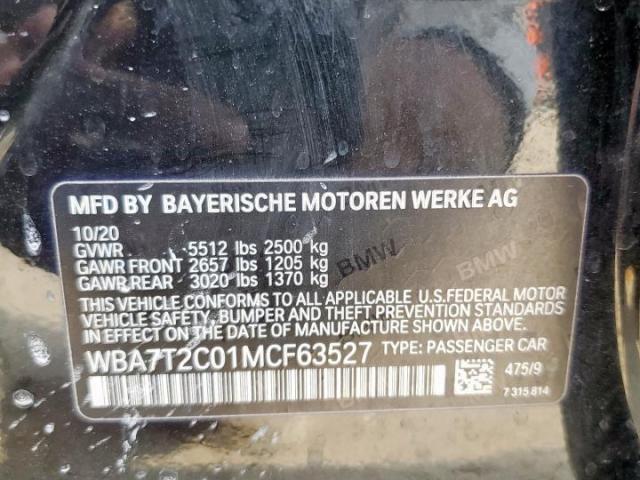 MFD BY BAYERISCHE MOTOREN WERKE AG
10/20
GVWR 5512 lbs 2500 kg
GAWR FRONT 2657 lbs 1205 kg
GAWR REAR 3020 lbs 1370 kg
THIS VEHICLE CONFORMS TO ALL APPLICABLE U.S.FEDERAL MOTOR
VEHICLE SAFETY, BUMPER, AND THEFT PREVENTION
STANDARDS IN EFFECT ON THE DATE OF MANUFACTURE SHOWN ABOVE.
WBA7T2C01MCF63527 TYPE: PASSENGER CAR
475/9
7 315 814
BMW
BMW
BMW